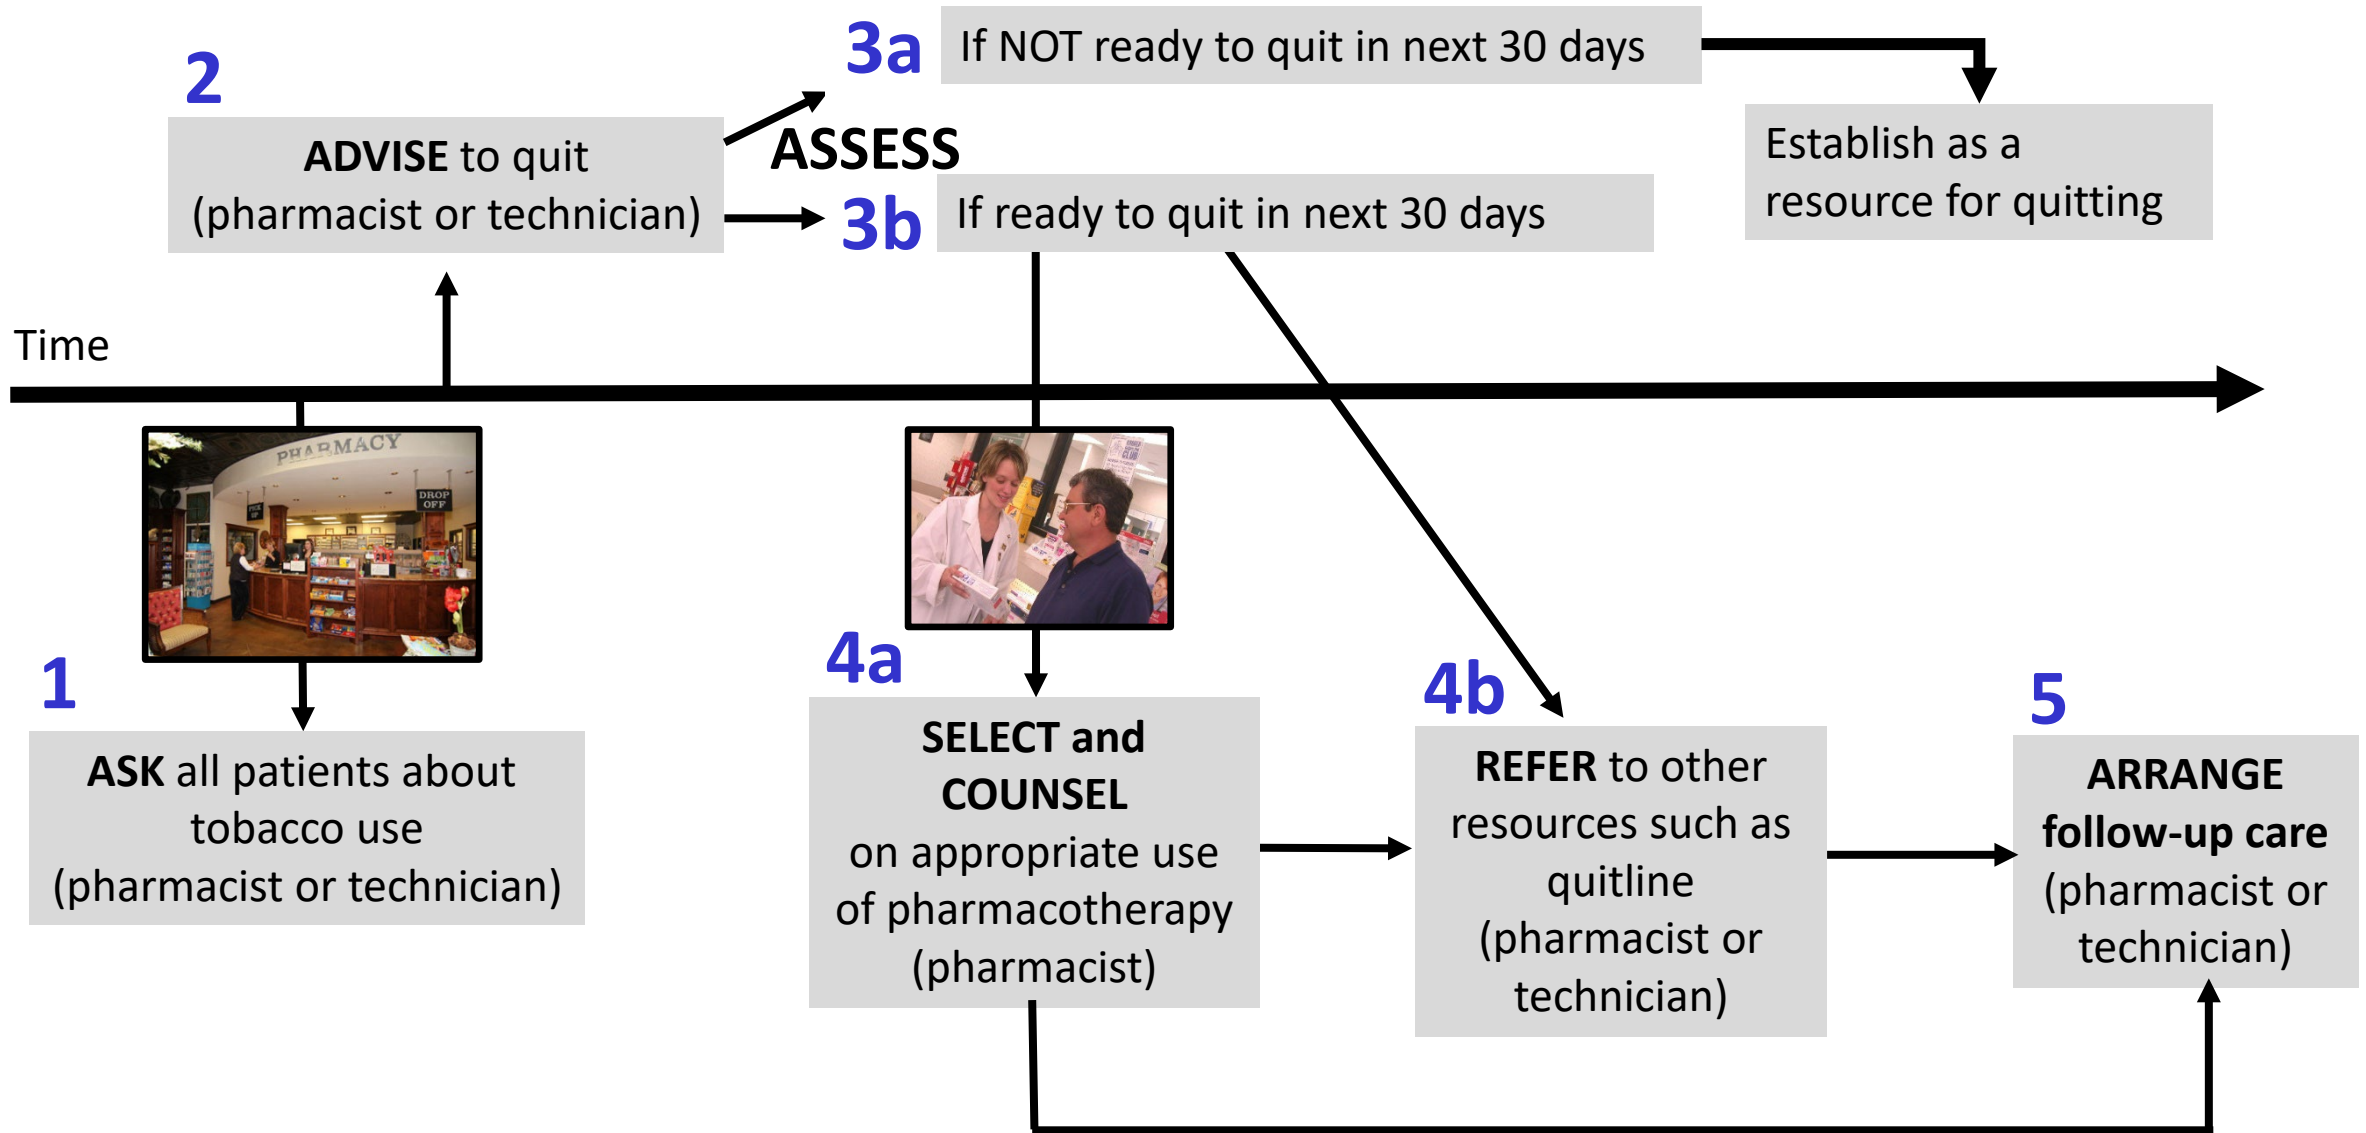 2
ADVISE to quit
(pharmacist or technician)
3a
If NOT ready to quit in next 30 days
ASSESS
3b
If ready to quit in next 30 days
Establish as a
resource for quitting
Time
PHARMACY
PICK
UP
DROP
OFF
1
ASK all patients about
tobacco use
(pharmacist or technician)
4a
SELECT and
COUNSEL
on appropriate use
of pharmacotherapy
(pharmacist)
4b
REFER to other
resources such as
quitline
(pharmacist or
technician)
5
ARRANGE
follow-up care
(pharmacist or
technician)